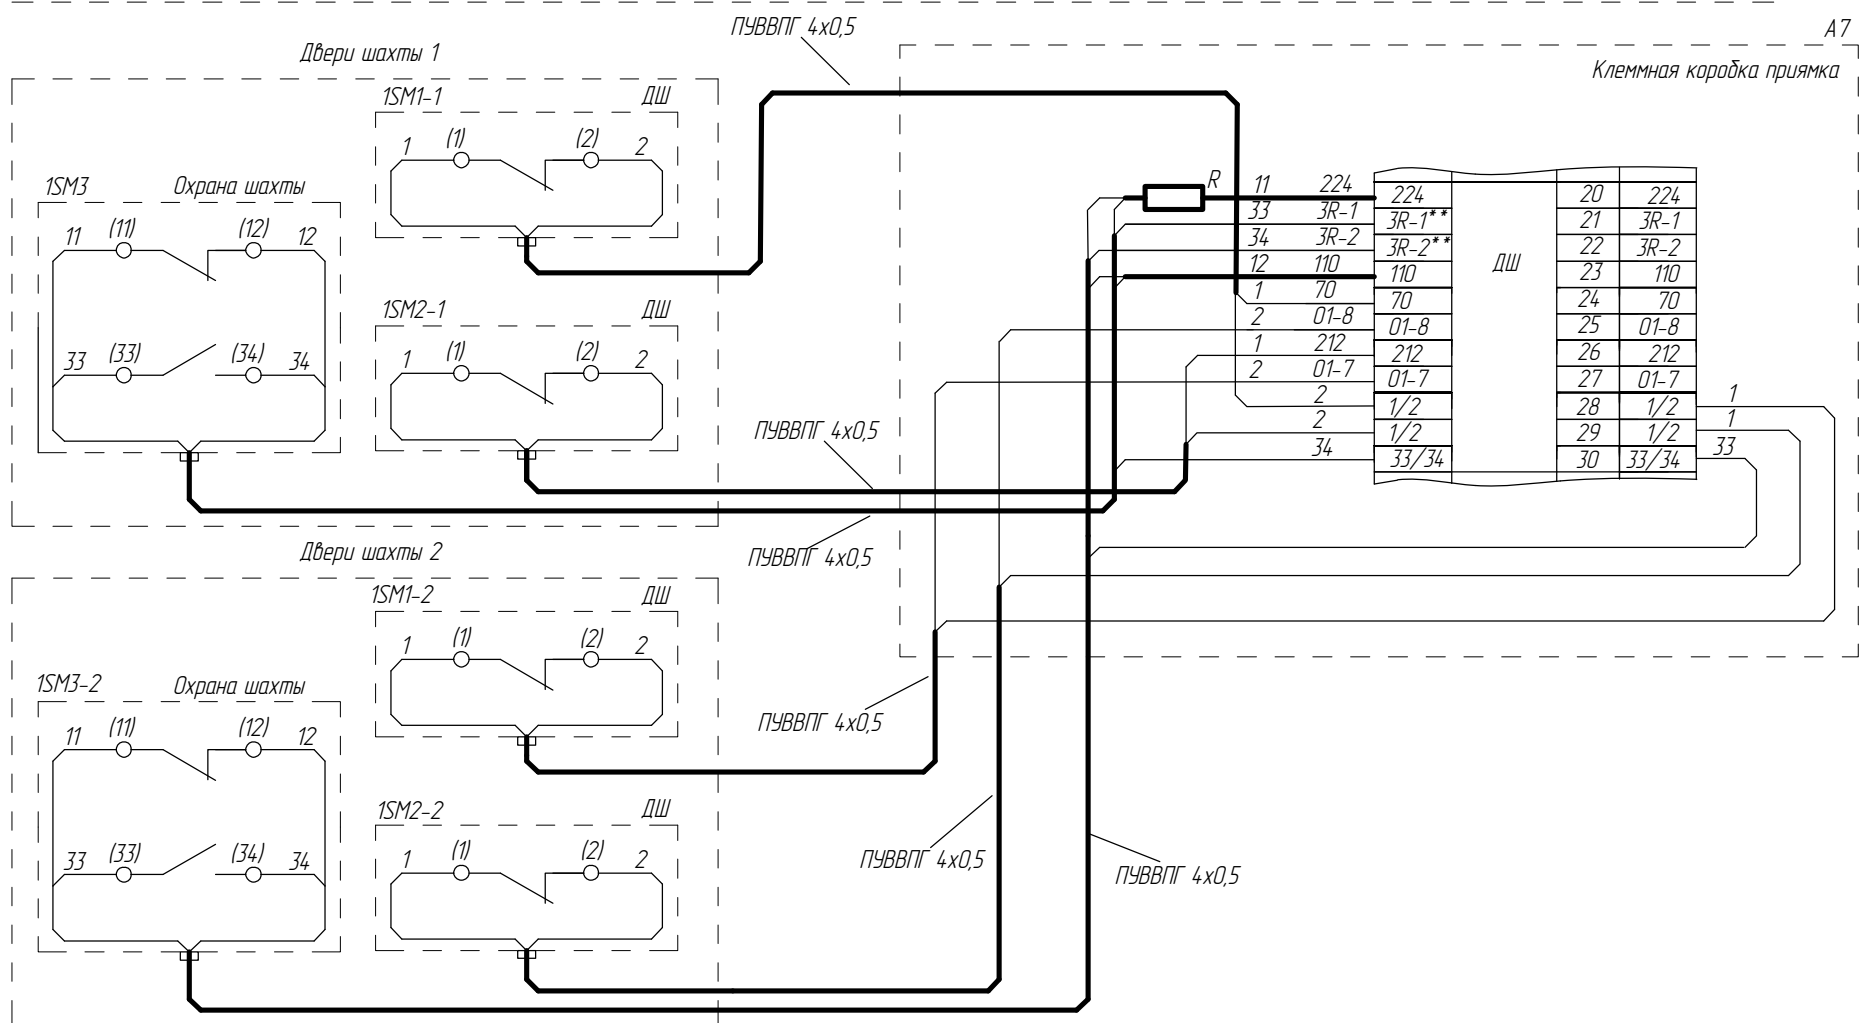 ПУВВПГ 4х0,5
А7
Двери шахты 1
Клеммная коробка приямка
1SM1-1 ДШ
1 (1) (2) 2
1SM3 Охрана шахты
11 (11) (12) 12
33 (33) (34) 34
1SM2-1 ДШ
1 (1) (2) 2
R
11 224 224 20 224
33 3R-1 3R-1** 21 3R-1
34 3R-2 3R-2** 22 3R-2
12 110 110 23 110
1 70 70 24 70
2 01-8 01-8 25 01-8
1 212 212 26 212
2 01-7 01-7 27 01-7
2 1/2 28 1/2 1
2 1/2 29 1/2 1
34 33/34 30 33/34 33
ДШ
ПУВВПГ 4х0,5
ПУВВПГ 4х0,5
Двери шахты 2
1SM1-2 ДШ
1 (1) (2) 2
1SM3-2 Охрана шахты
11 (11) (12) 12
33 (33) (34) 34
1SM2-2 ДШ
1 (1) (2) 2
ПУВВПГ 4х0,5
ПУВВПГ 4х0,5
ПУВВПГ 4х0,5